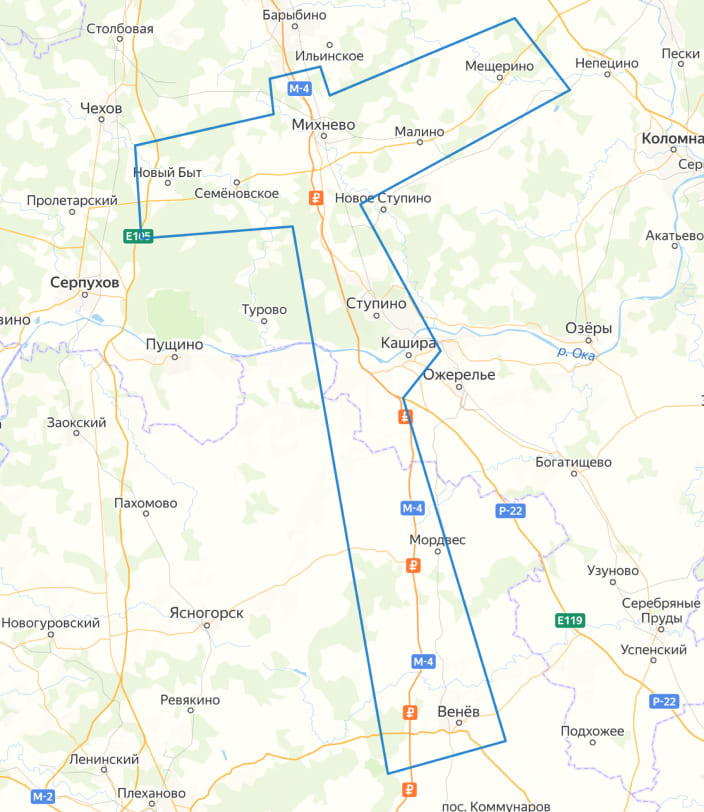 Барыбино
Столбовая
Ильинское
Мещерино
Непецино
Пески
М-4
Чехов
Михнево
Малино
Коломна
Новый Быт
Семёновское
Сер
Пролетарский
₽
Новое Ступино
Е105
Акатьево
Серпухов
Ступино
Турово
зино
Озёры
Пущино
Кашира
р. Ока
Ожерелье
₽
Заокский
Богатищево
Пахомово
М-4
Р-22
Мордвес
₽
Узуново
Ясногорск
Серебряные
Пруды
Новогуровский
Е119
Успенский
М-4
Ревякино
Р-22
₽
Венёв
Подхожее
Ленинский
₽
М-2
Плеханово
пос. Коммунаров